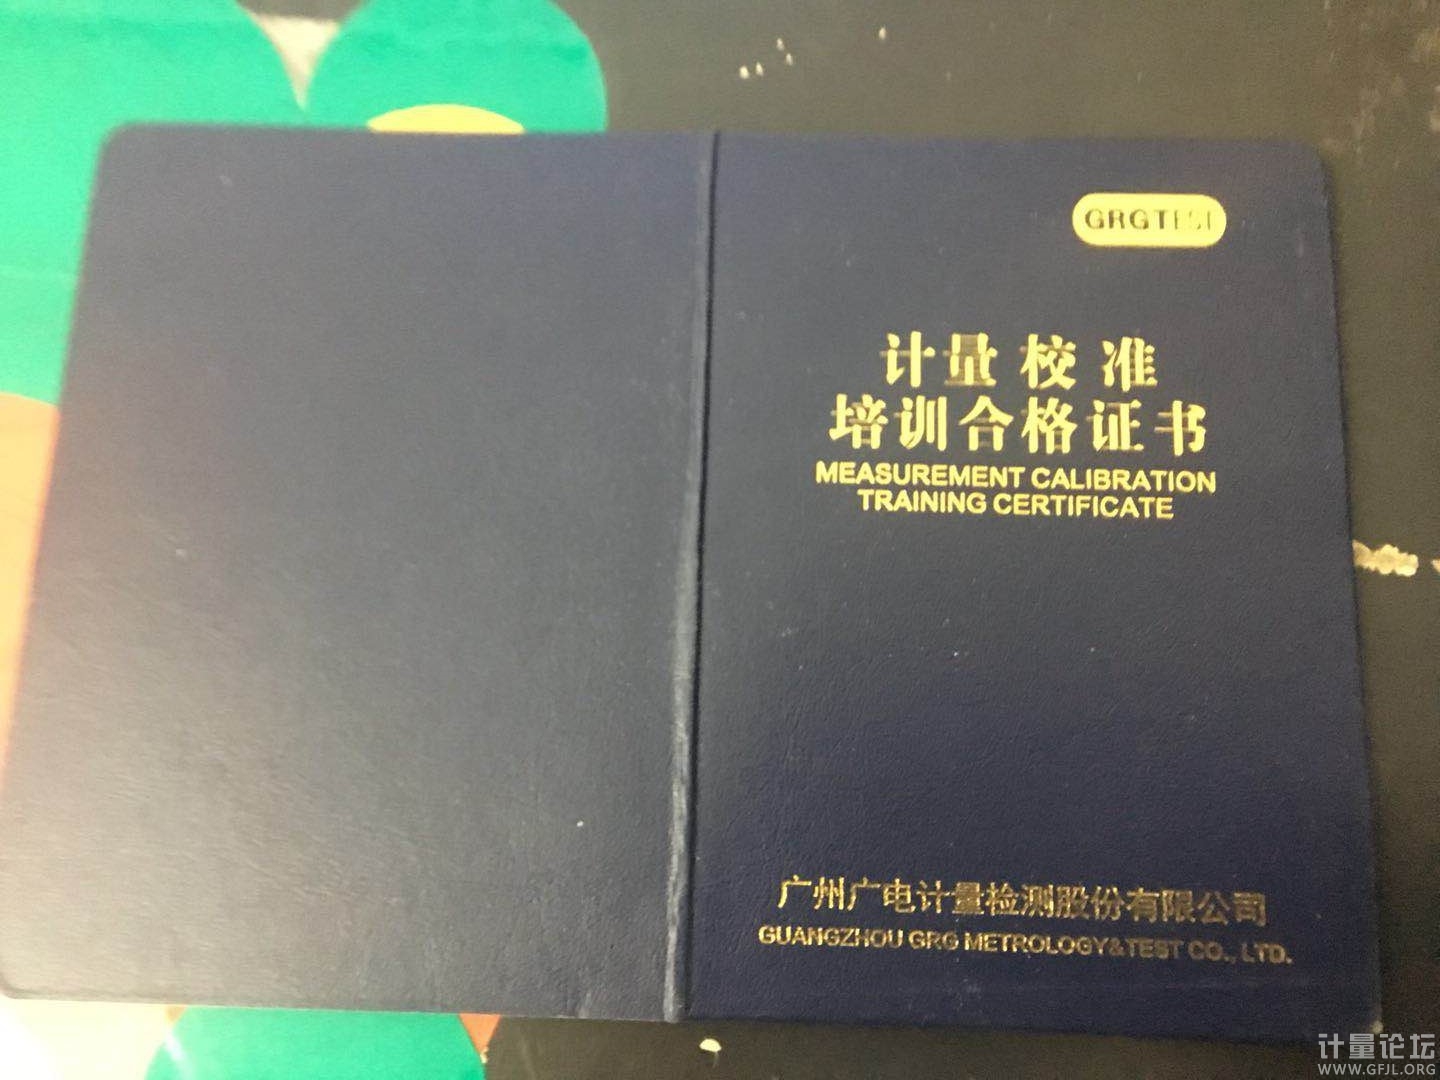 GRGTEST
计量校准
培训合格证书
MEASUREMENT CALIBRATION
TRAINING CERTIFICATE
广州广电计量检测股份有限公司
GUANGZHOU GRG METROLOGY&TEST CO., LTD.
计量论坛
WWW.GFJL.ORG